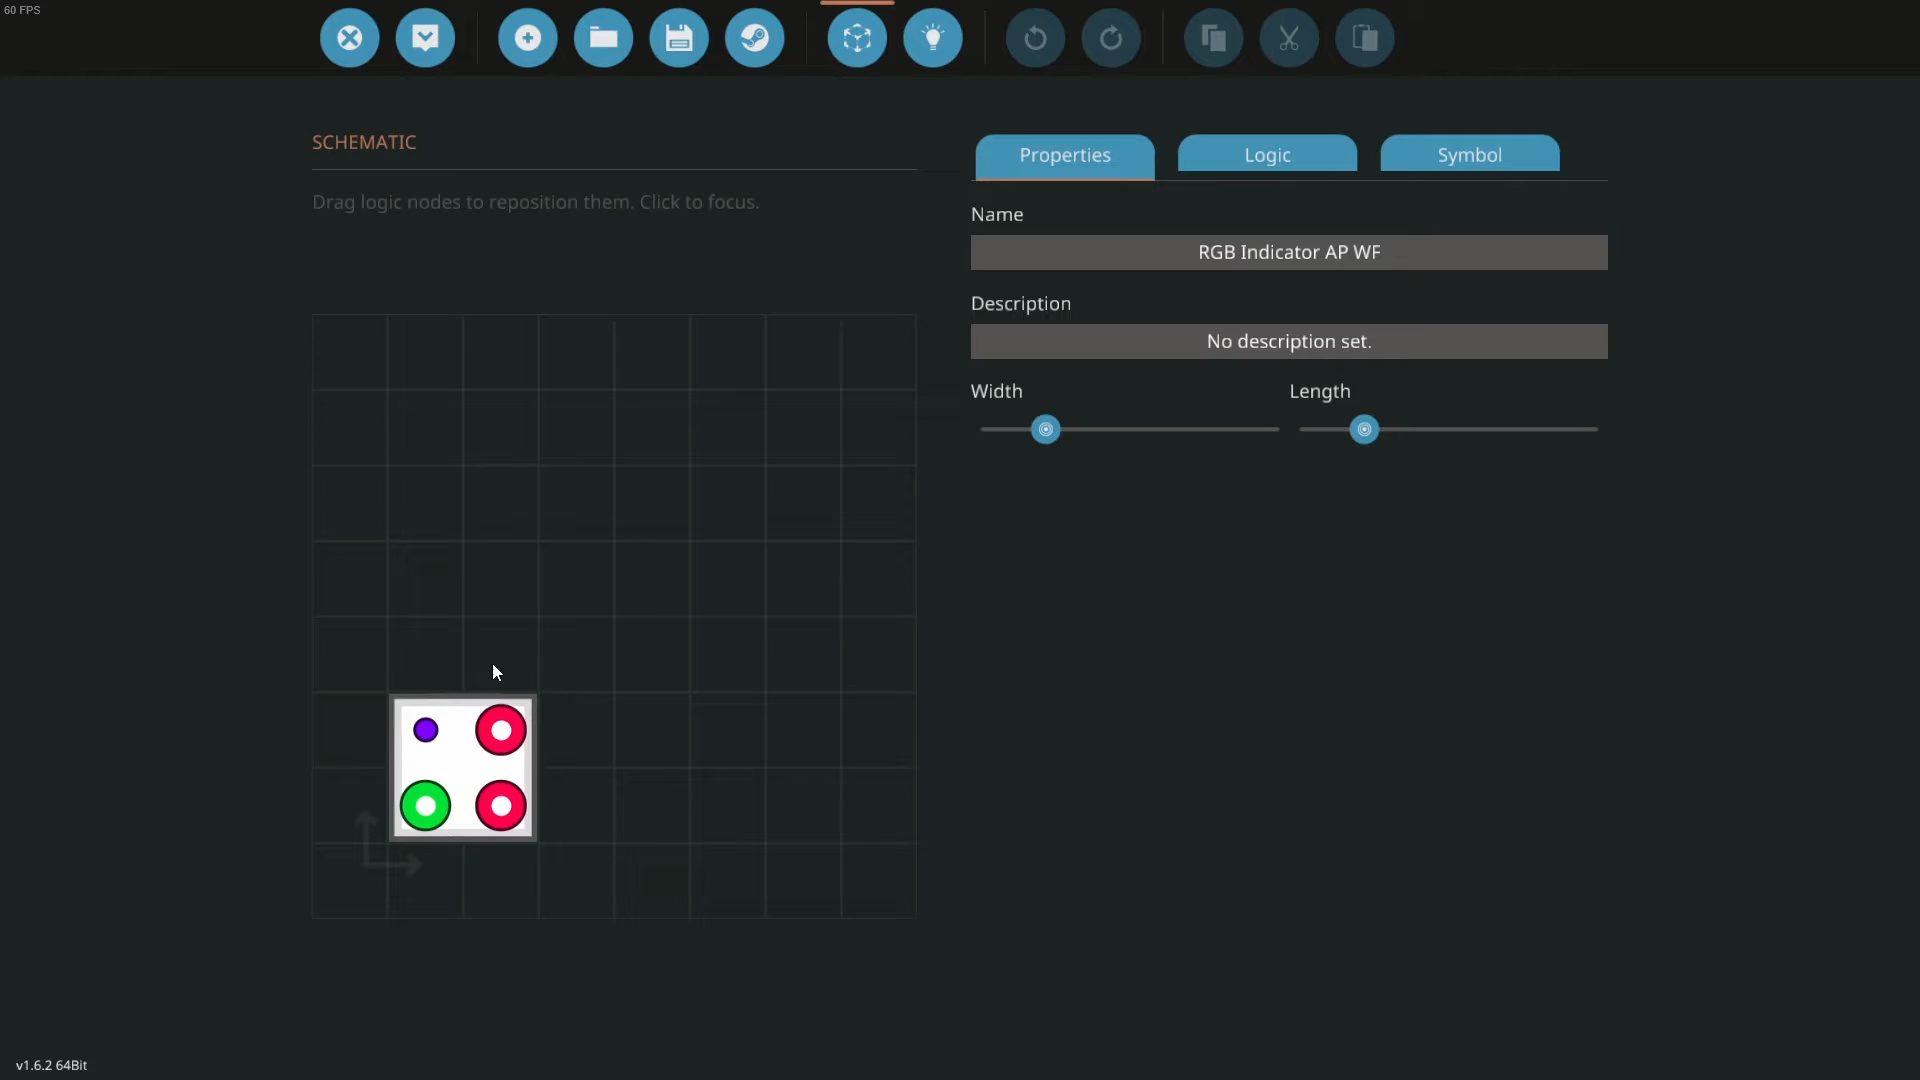 60 FPS
SCHEMATIC
Drag logic nodes to reposition them. Click to focus.
Properties
Logic
Symbol
Name
RGB Indicator AP WF
Description
No description set.
Width
Length
v1.6.2 64Bit